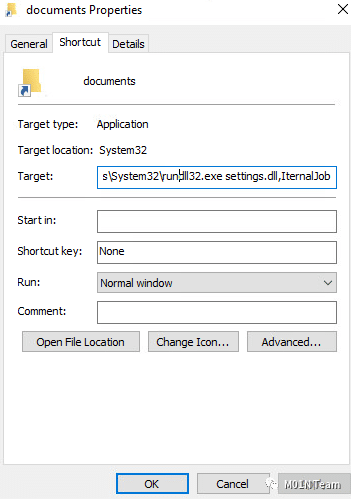 documents Properties
General Shortcut Details
documents
Target type: Application
Target location: System32
Target: s\System32\rundll32.exe settings.dll,IternalJob
Start in:
Shortcut key: None
Run: Normal window
Comment:
Open File Location Change Icon... Advanced...
OK Cancel M01NTeam